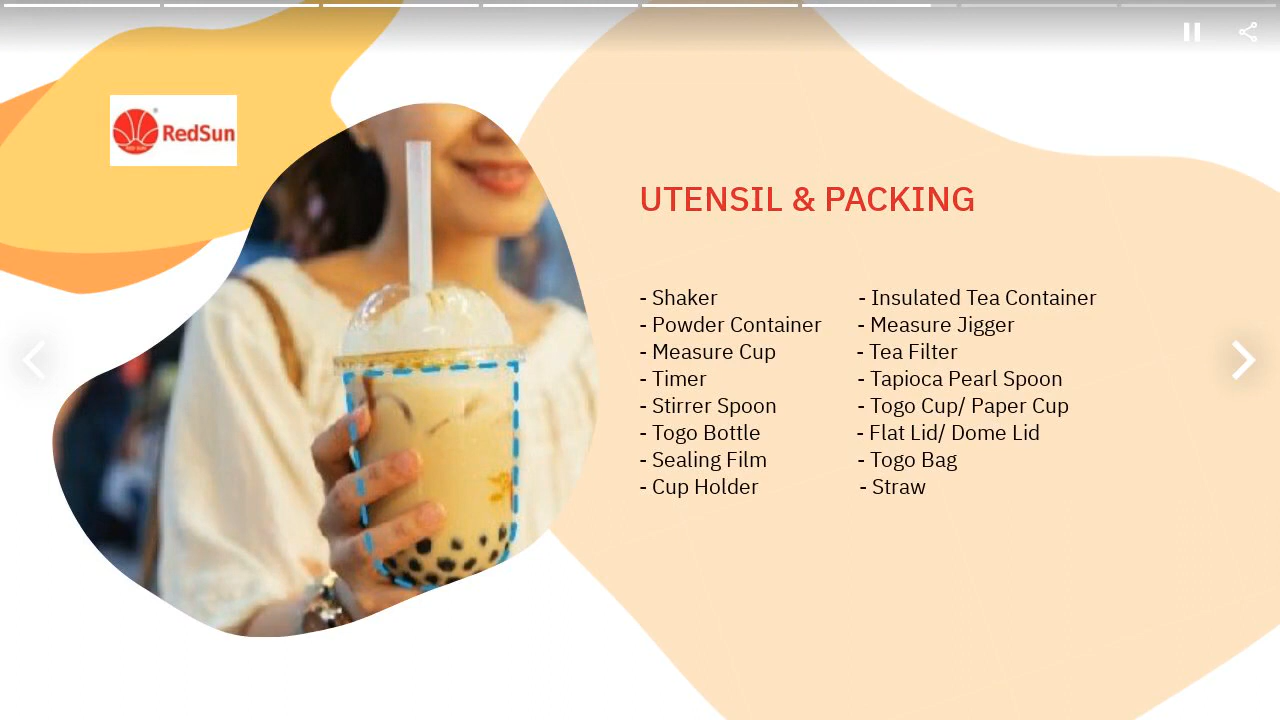 RedSun
RED SUN
UTENSIL & PACKING
- Shaker
- Powder Container
- Measure Cup
- Timer
- Stirrer Spoon
- Togo Bottle
- Sealing Film
- Cup Holder
- Insulated Tea Container
- Measure Jigger
- Tea Filter
- Tapioca Pearl Spoon
- Togo Cup/ Paper Cup
- Flat Lid/ Dome Lid
- Togo Bag
- Straw